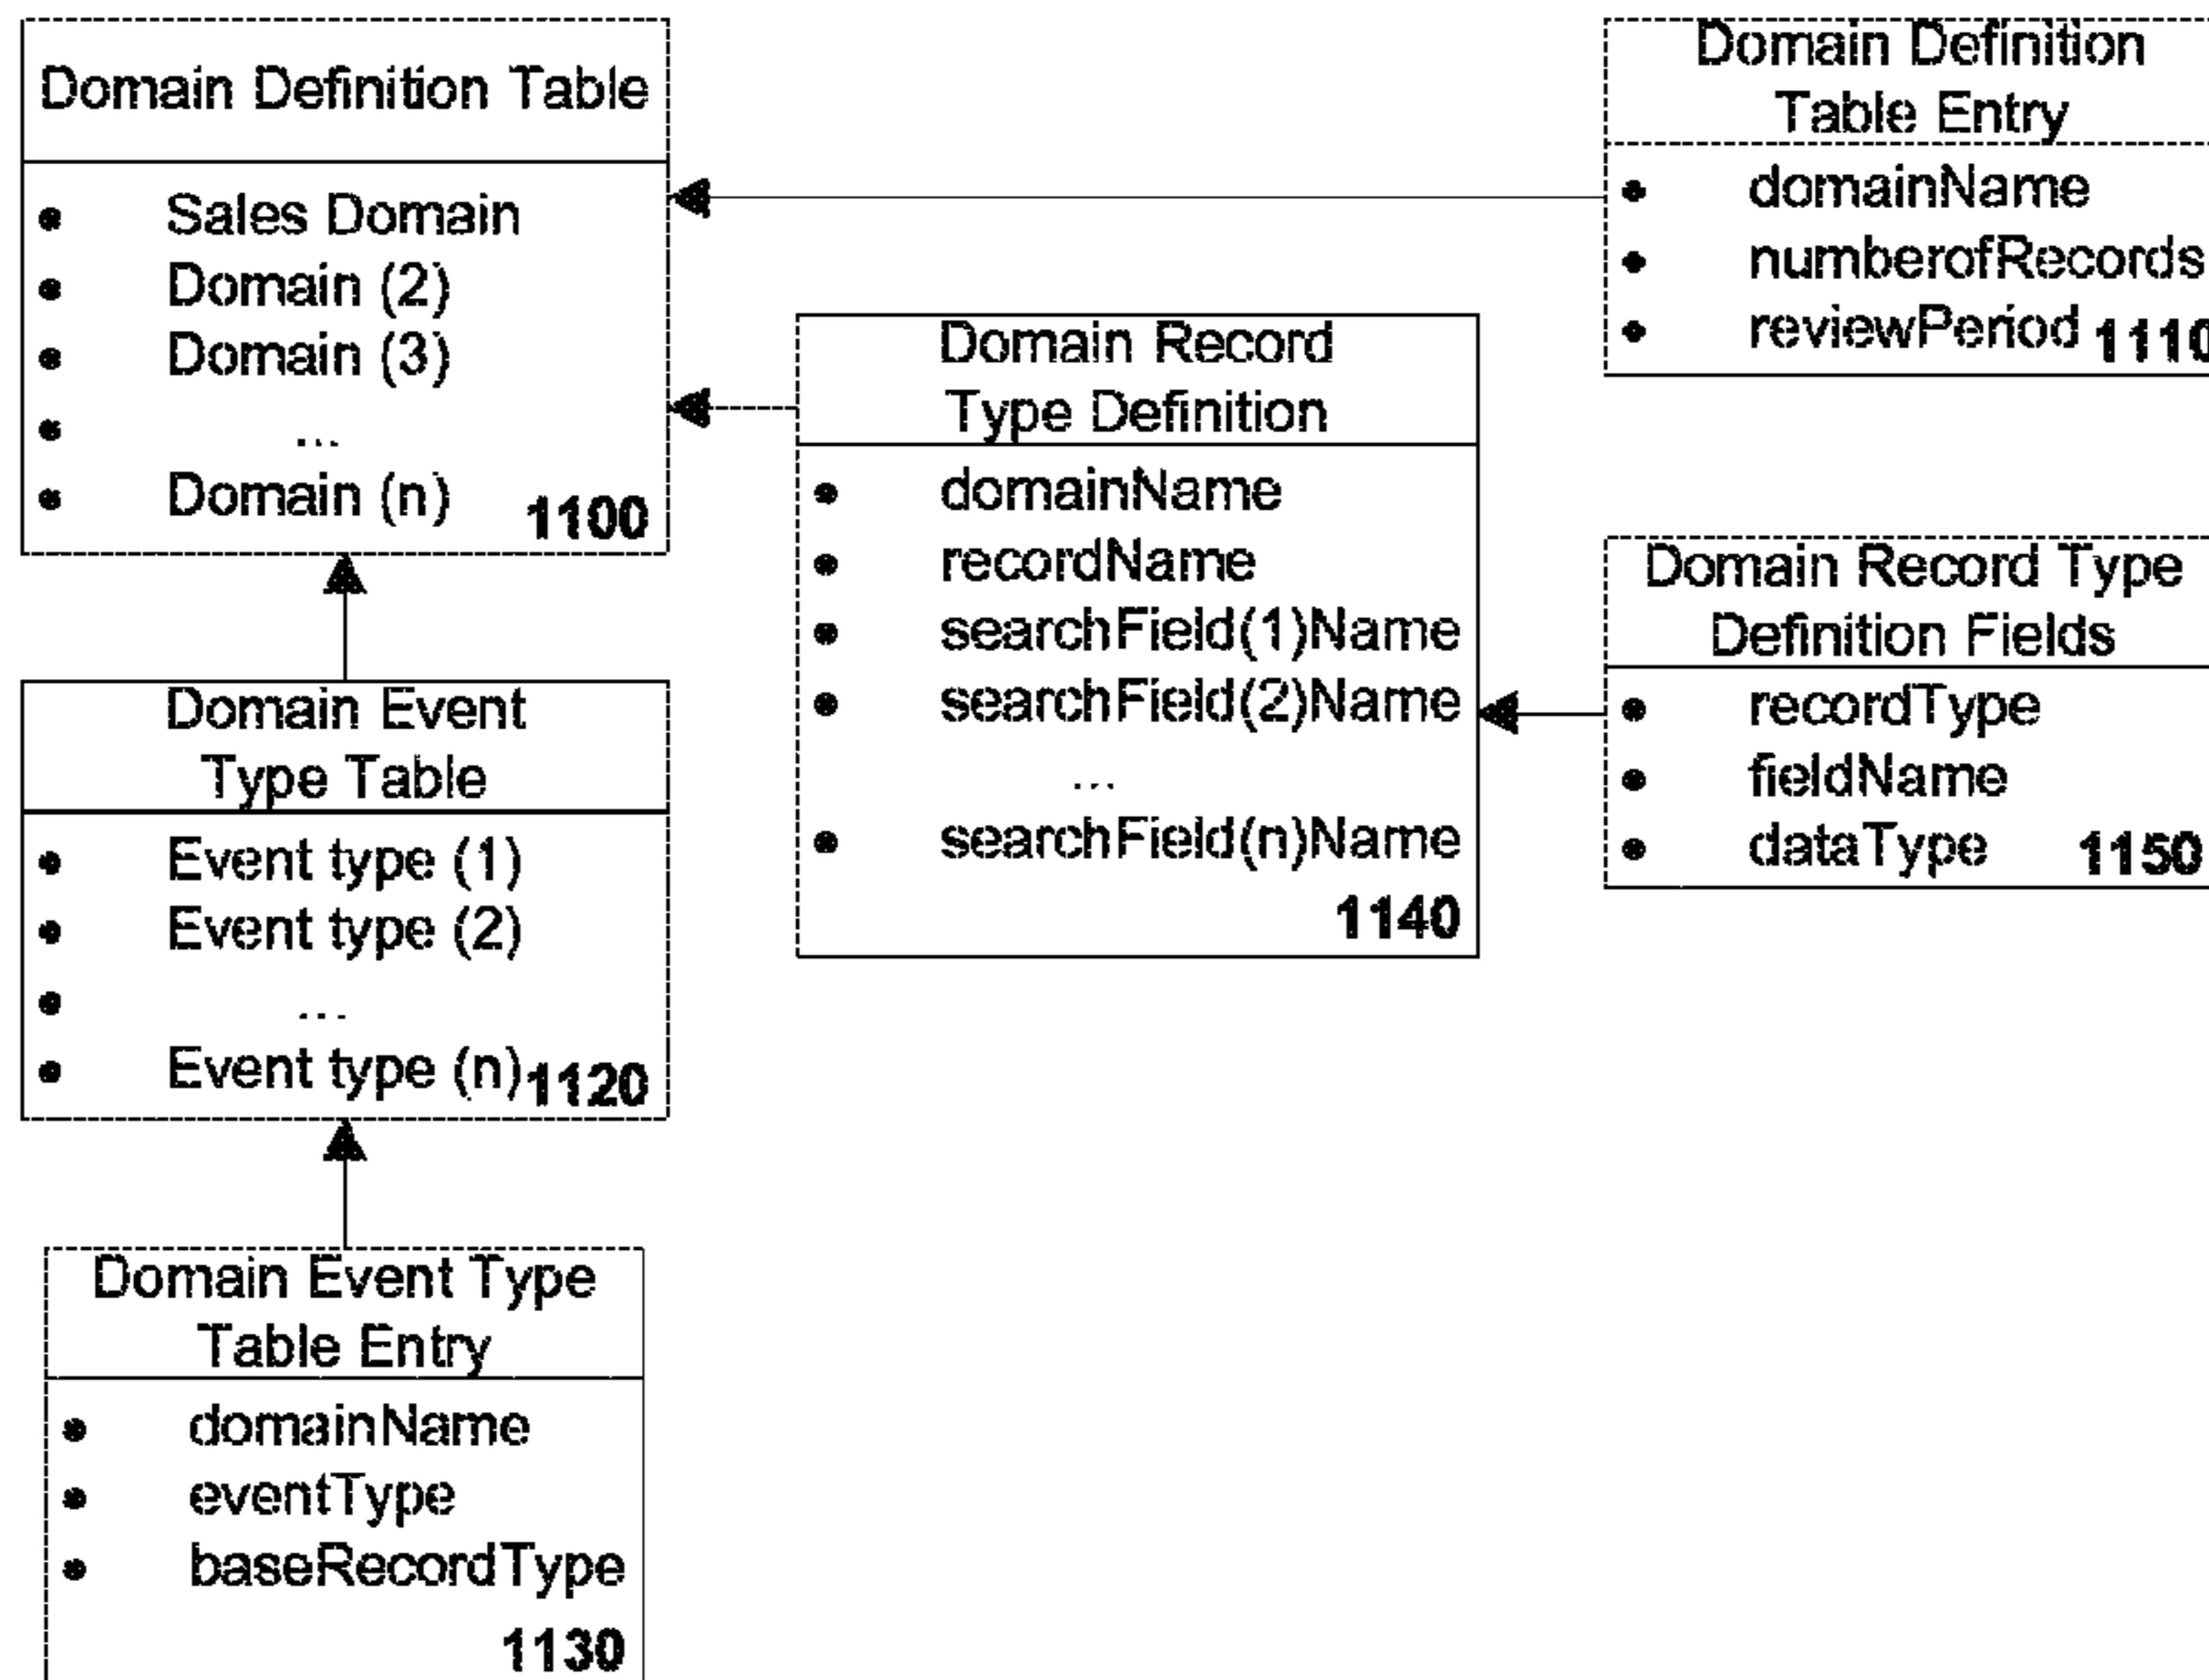 Domain Definition Table
• Sales Domain
• Domain (2)
• Domain (3)
• ...
• Domain (n) 1100
Domain Definition
Table Entry
• domainName
• numberofRecords
• reviewPeriod 1110
Domain Record
Type Definition
• domainName
• recordName
• searchField(1)Name
• searchField(2)Name
...
• searchField(n)Name
1140
Domain Record Type
Definition Fields
• recordType
• fieldName
• dataType 1150
Domain Event
Type Table
• Event type (1)
• Event type (2)
• ...
• Event type (n) 1120
Domain Event Type
Table Entry
• domainName
• eventType
• baseRecordType
1130